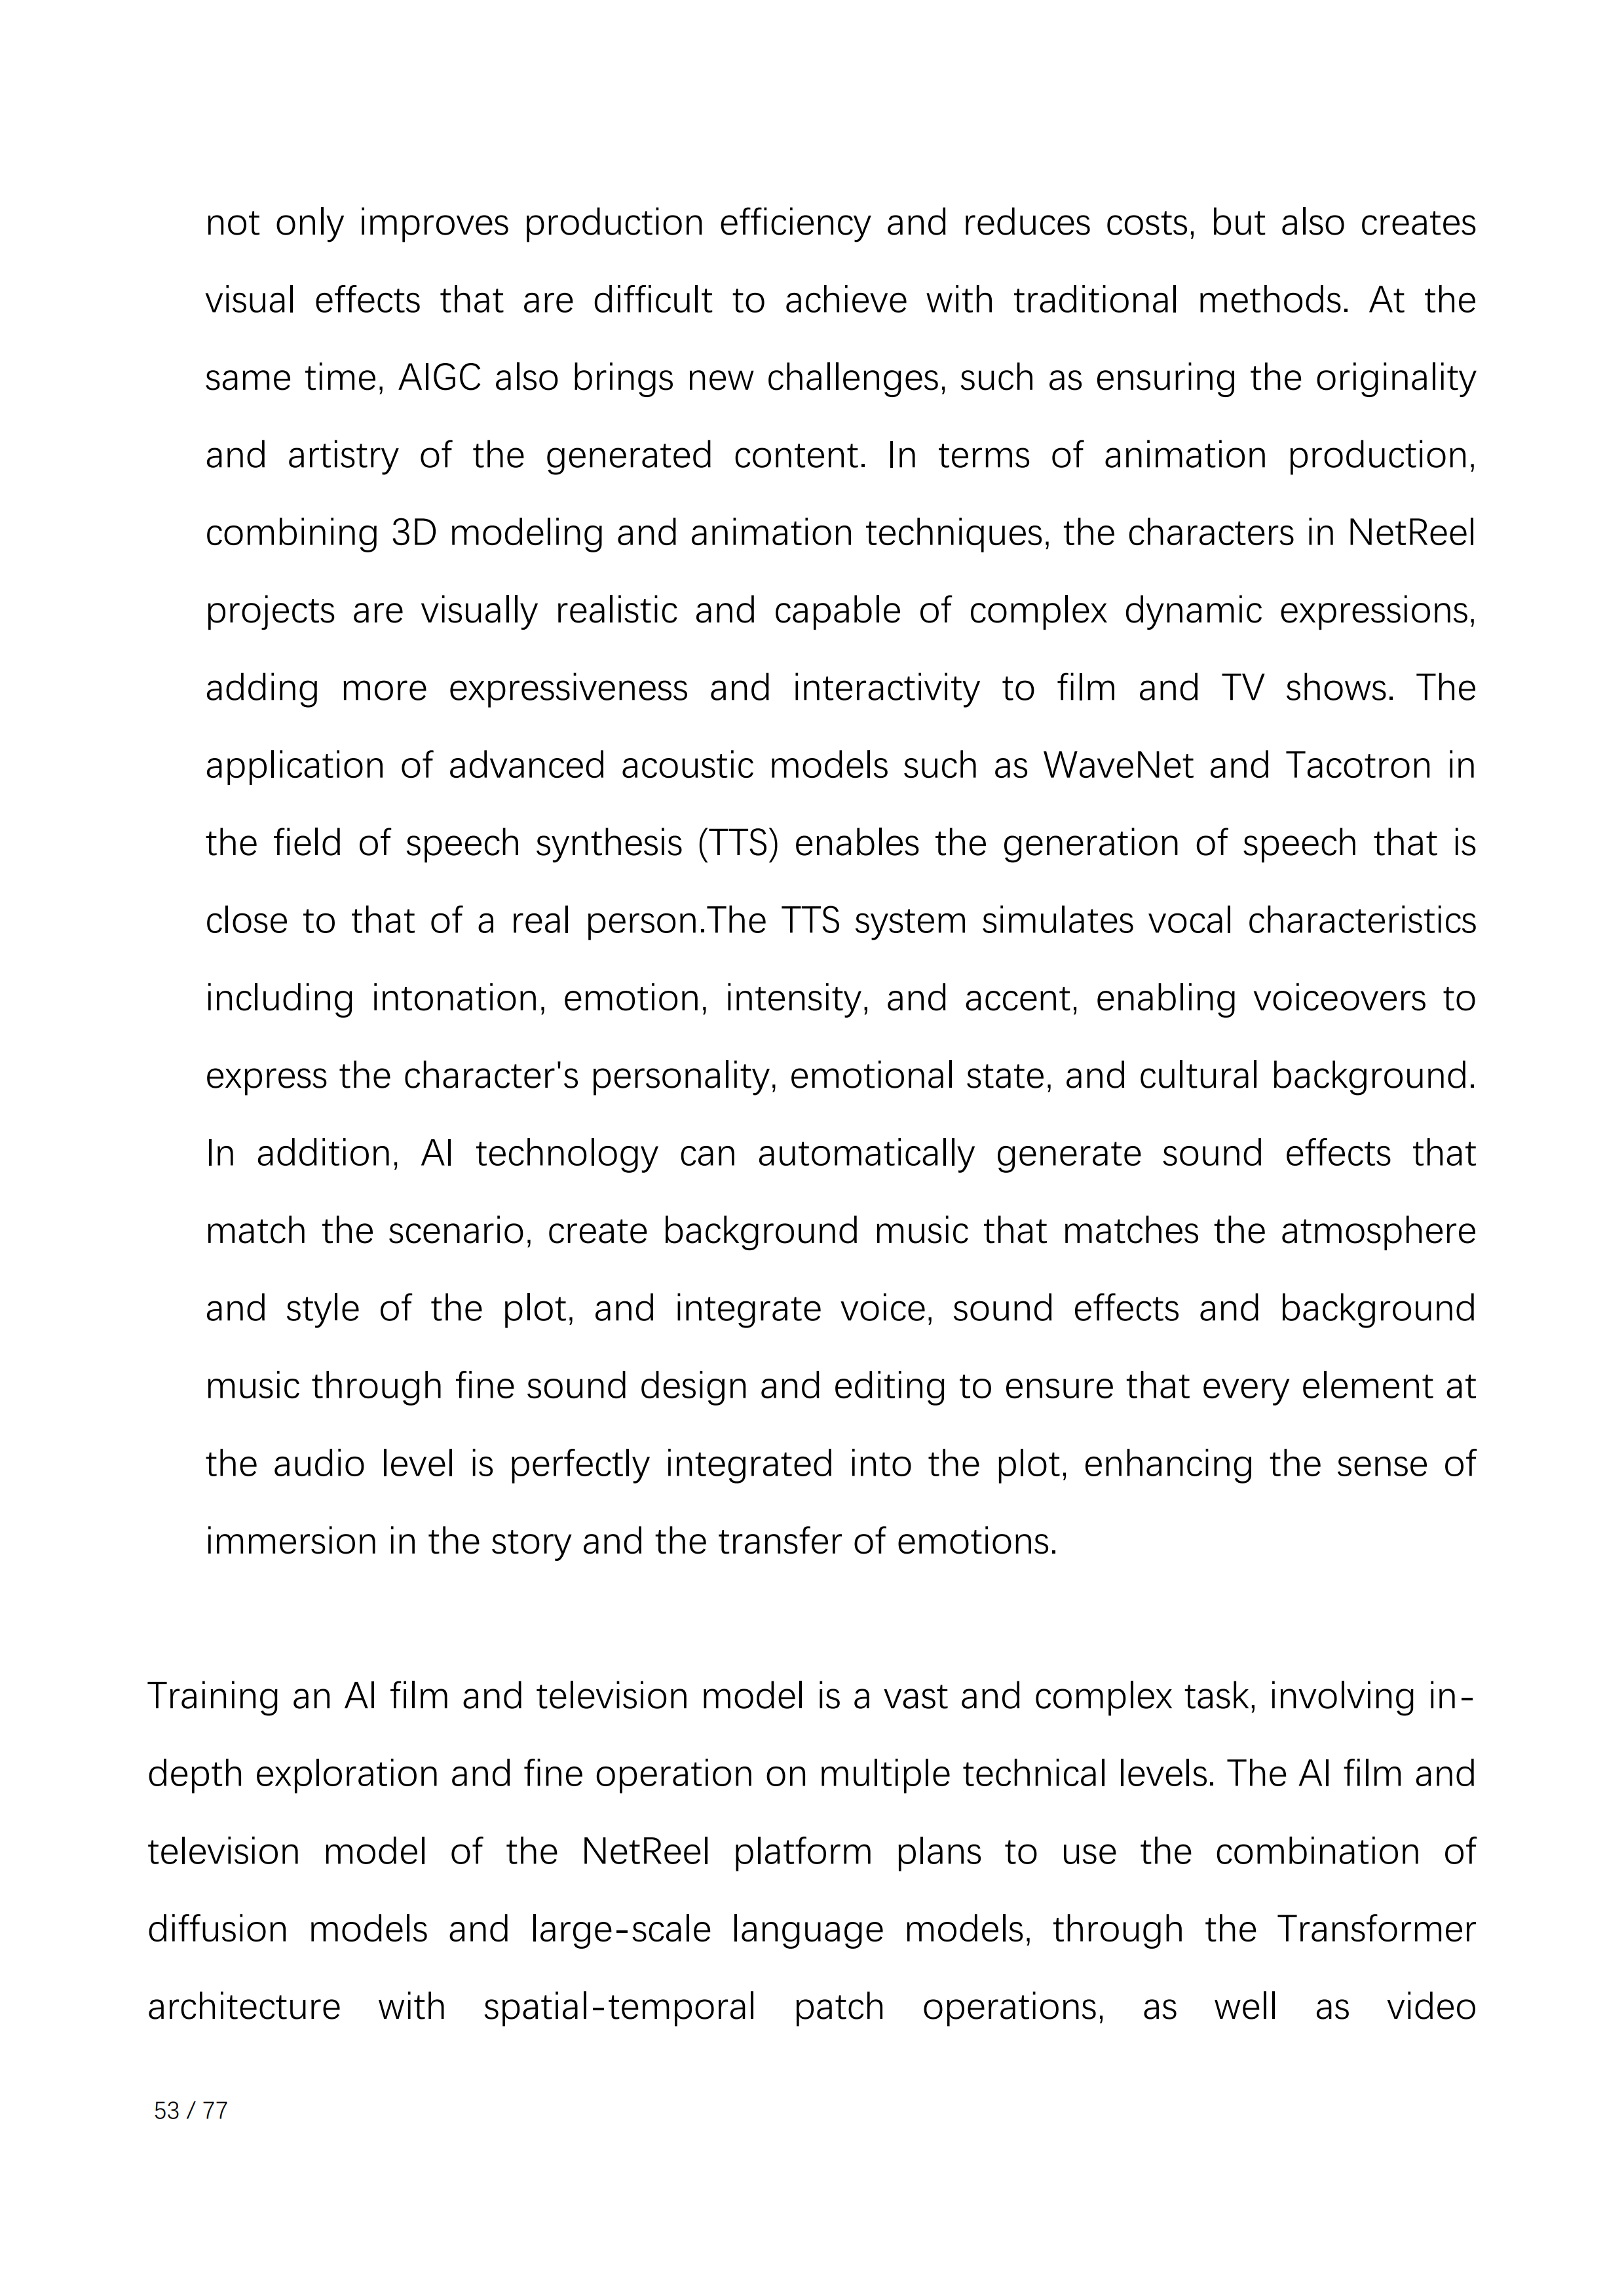 not only improves production efficiency and reduces costs, but also creates
visual effects that are difficult to achieve with traditional methods. At the
same time, AIGC also brings new challenges, such as ensuring the originality
and artistry of the generated content. In terms of animation production,
combining 3D modeling and animation techniques, the characters in NetReel
projects are visually realistic and capable of complex dynamic expressions,
adding more expressiveness and interactivity to film and TV shows. The
application of advanced acoustic models such as WaveNet and Tacotron in
the field of speech synthesis (TTS) enables the generation of speech that is
close to that of a real person.The TTS system simulates vocal characteristics
including intonation, emotion, intensity, and accent, enabling voiceovers to
express the character's personality, emotional state, and cultural background.
In addition, AI technology can automatically generate sound effects that
match the scenario, create background music that matches the atmosphere
and style of the plot, and integrate voice, sound effects and background
music through fine sound design and editing to ensure that every element at
the audio level is perfectly integrated into the plot, enhancing the sense of
immersion in the story and the transfer of emotions.
Training an AI film and television model is a vast and complex task, involving in-
depth exploration and fine operation on multiple technical levels. The AI film and
television model of the NetReel platform plans to use the combination of
diffusion models and large-scale language models, through the Transformer
architecture with spatial-temporal patch operations, as well as video
53 / 77